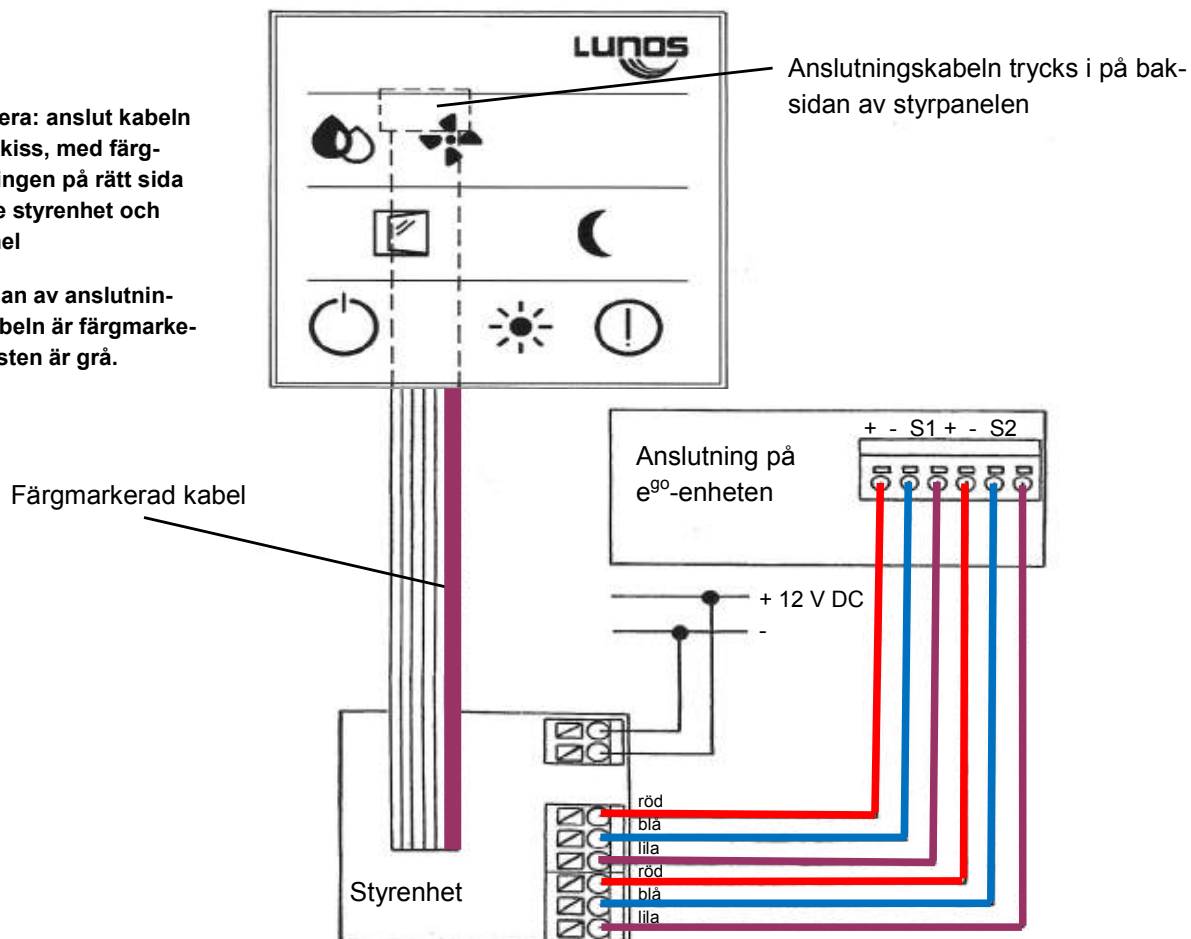 LUNOS
Anslutningskabeln trycks i på bak-
sidan av styrpanelen
era: anslut kabeln
kiss, med färg-
ingen på rätt sida
e styrenhet och
el
an av anslutnin-
beln är färgmarke-
sten är grå.
Färgmarkerad kabel
+ - S1 + - S2
Anslutning på
e^go-enheten
+ 12 V DC
-
röd
blå
lila
röd
blå
lila
Styrenhet